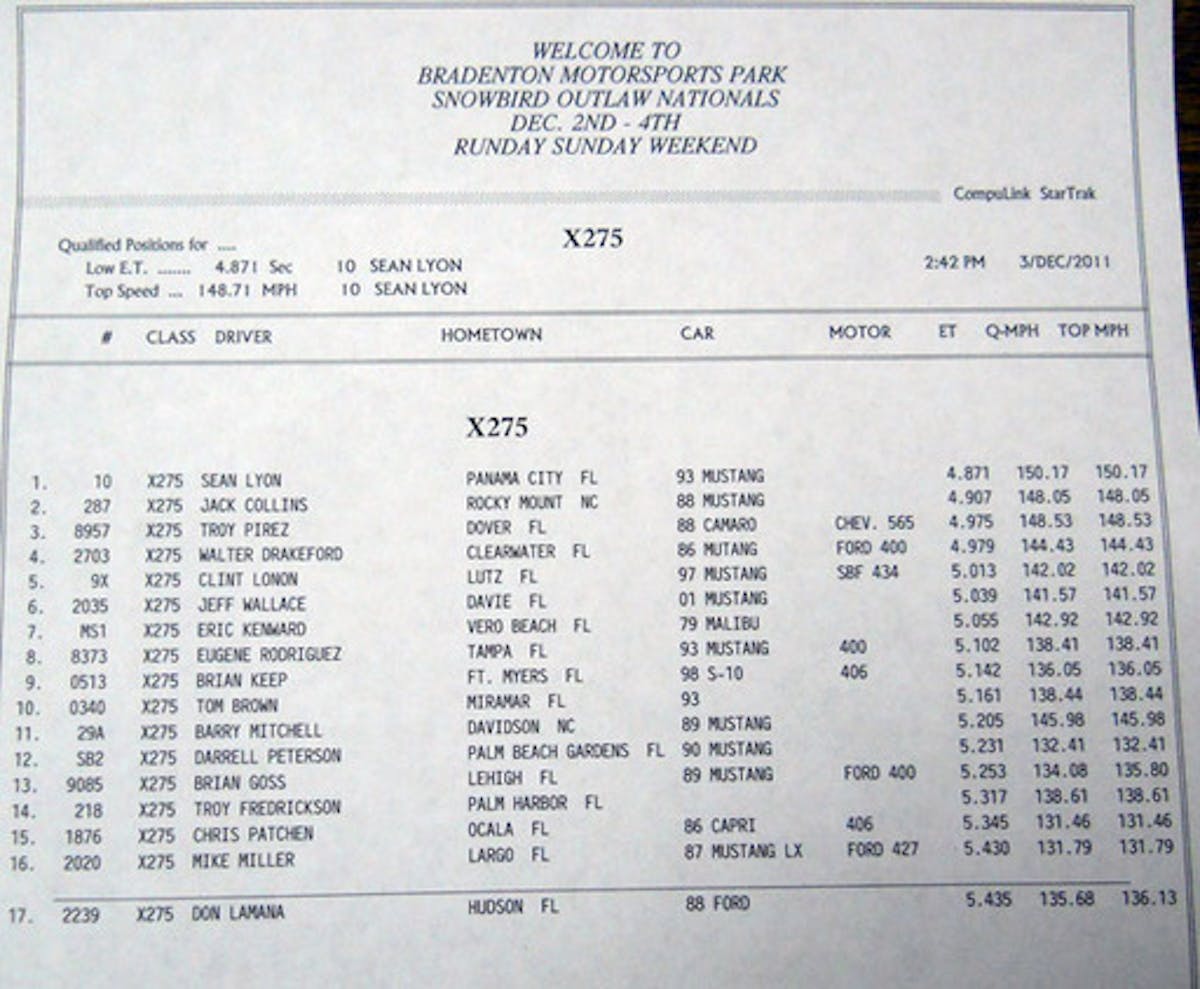 WELCOME TO
BRADENTON MOTORSPORTS PARK
SNOWBIRD OUTLAW NATIONALS
DEC. 2ND - 4TH
RUNDAY SUNDAY WEEKEND
CompuLink StarTrak
Qualified Positions for .... X275
Low E.T. ....... 4.871 Sec 10 SEAN LYON 2:42 PM 3/DEC/2011
Top Speed ... 148.71 MPH 10 SEAN LYON
# CLASS DRIVER HOMETOWN CAR MOTOR ET Q-MPH TOP MPH
X275
1. 10 X275 SEAN LYON PANAMA CITY FL 93 MUSTANG 4.871 150.17 150.17
2. 287 X275 JACK COLLINS ROCKY MOUNT NC 88 MUSTANG 4.907 148.05 148.05
3. 8957 X275 TROY PIREZ DOVER FL 88 CAMARO CHEV. 565 4.975 148.53 148.53
4. 2703 X275 WALTER DRAKEFORD CLEARWATER FL 86 MUTANG FORD 400 4.979 144.43 144.43
5. 9X X275 CLINT LONON LUTZ FL 97 MUSTANG SBF 434 5.013 142.02 142.02
6. 2035 X275 JEFF WALLACE DAVIE FL 01 MUSTANG 5.039 141.57 141.57
7. MS1 X275 ERIC KENWARD VERO BEACH FL 79 MALIBU 5.055 142.92 142.92
8. 8373 X275 EUGENE RODRIGUEZ TAMPA FL 93 MUSTANG 400 5.102 138.41 138.41
9. 0513 X275 BRIAN KEEP FT. MYERS FL 98 S-10 406 5.142 136.05 136.05
10. 0340 X275 TOM BROWN MIRAMAR FL 93 5.161 138.44 138.44
11. 29A X275 BARRY MITCHELL DAVIDSON NC 89 MUSTANG 5.205 145.98 145.98
12. SB2 X275 DARRELL PETERSON PALM BEACH GARDENS FL 90 MUSTANG 5.231 132.41 132.41
13. 9085 X275 BRIAN GOSS LEHIGH FL 89 MUSTANG FORD 400 5.253 134.08 135.80
14. 218 X275 TROY FREDRICKSON PALM HARBOR FL 5.317 138.61 138.61
15. 1876 X275 CHRIS PATCHEN OCALA FL 86 CAPRI 406 5.345 131.46 131.46
16. 2020 X275 MIKE MILLER LARGO FL 87 MUSTANG LX FORD 427 5.430 131.79 131.79
17. 2239 X275 DON LAMANA HUDSON FL 88 FORD 5.435 135.68 136.13